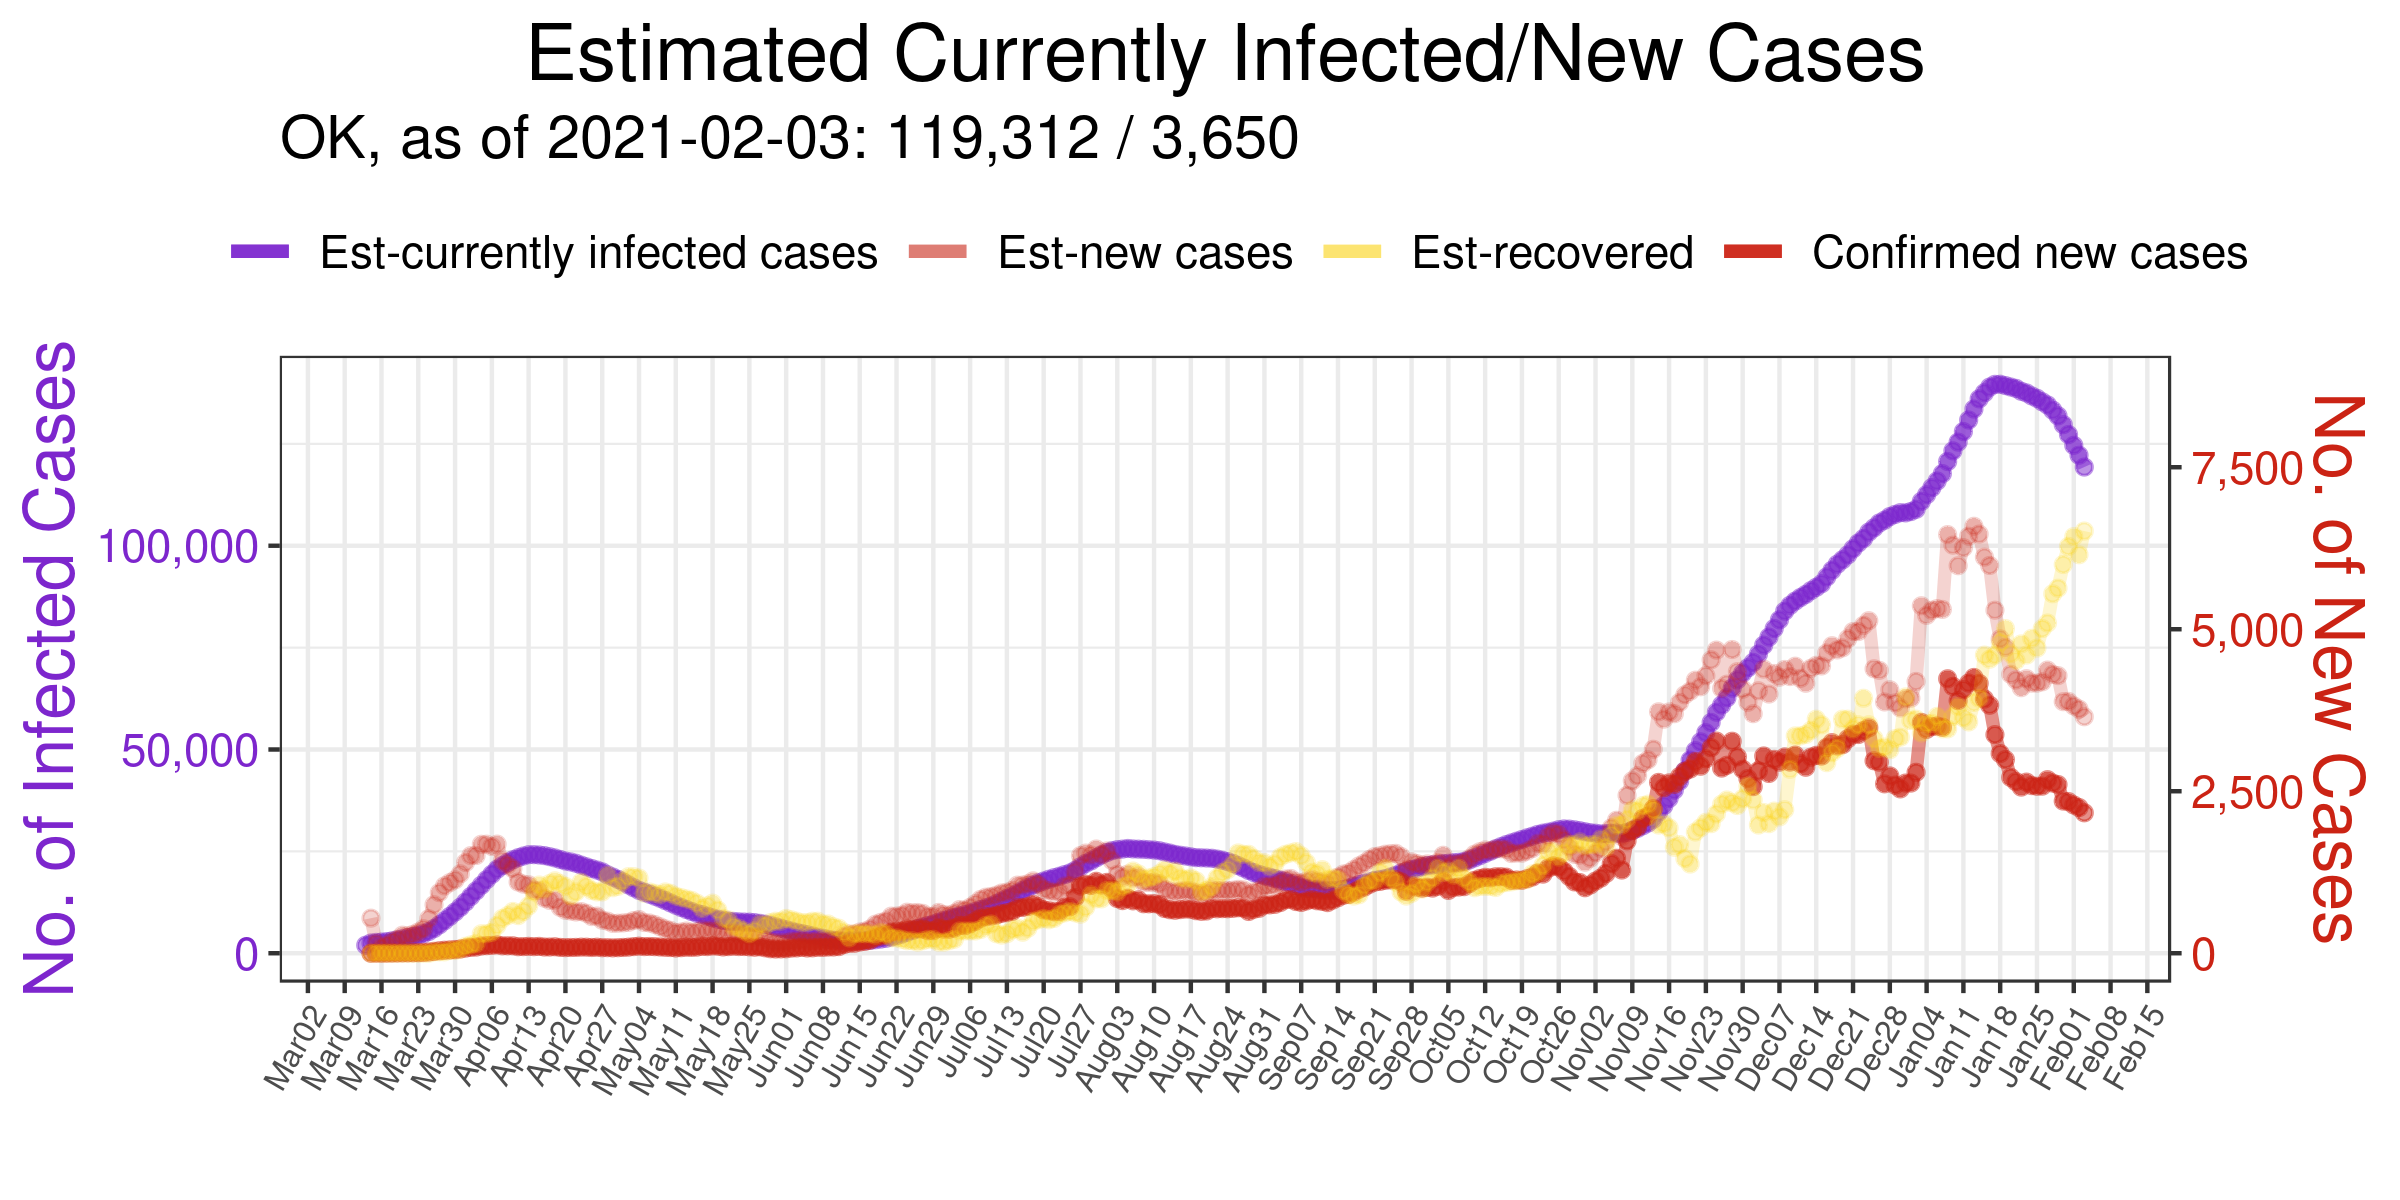 Estimated Currently Infected/New Cases
OK, as of 2021-02-03: 119,312 / 3,650
Est-currently infected cases Est-new cases Est-recovered Confirmed new cases
No. of Infected Cases
100,000
50,000
0
7,500
5,000
2,500
0
No. of New Cases
Mar02
Mar09
Mar16
Mar23
Mar30
Apr06
Apr13
Apr20
Apr27
May04
May11
May18
May25
Jun01
Jun08
Jun15
Jun22
Jun29
Jul06
Jul13
Jul20
Jul27
Aug03
Aug10
Aug17
Aug24
Aug31
Sep07
Sep14
Sep21
Sep28
Oct05
Oct12
Oct19
Oct26
Nov02
Nov09
Nov16
Nov23
Nov30
Dec07
Dec14
Dec21
Dec28
Jan04
Jan11
Jan18
Jan25
Feb01
Feb08
Feb15